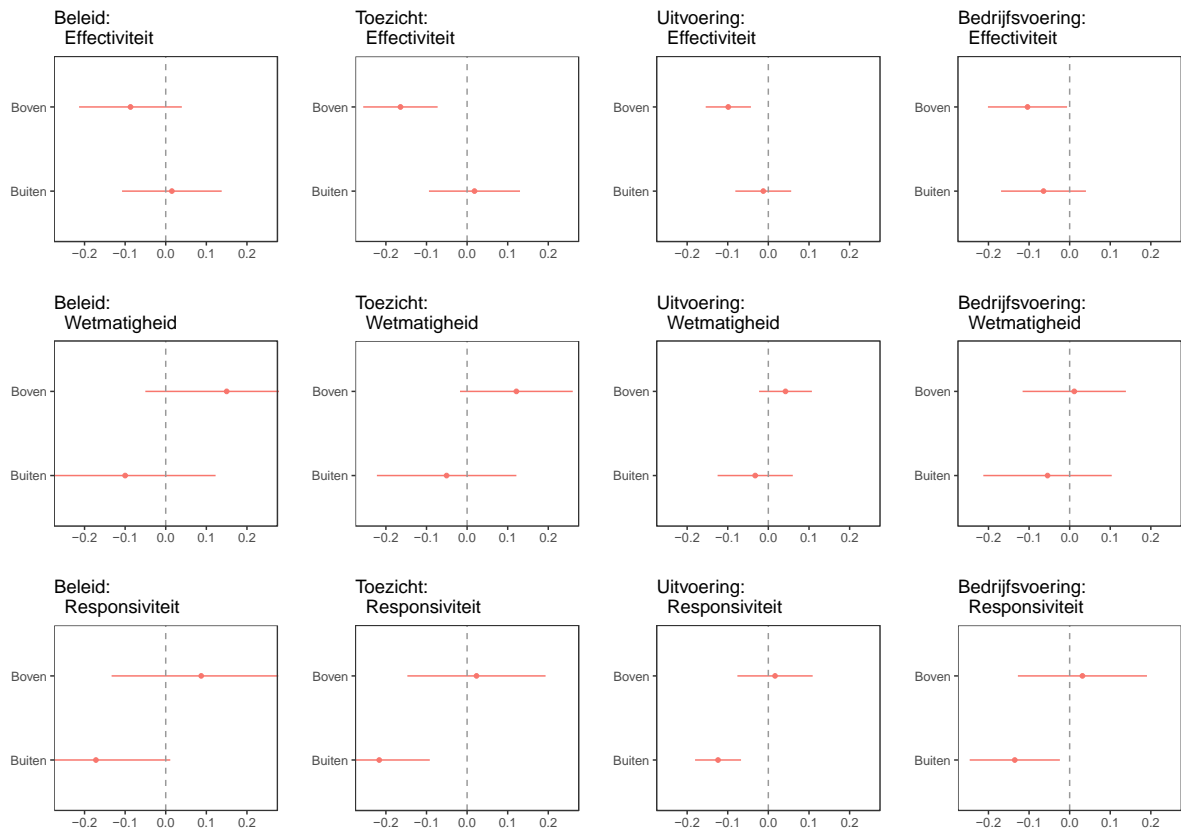 Beleid:
Effectiviteit
Boven
Buiten
−0.2 −0.1 0.0 0.1 0.2
Toezicht:
Effectiviteit
Boven
Buiten
−0.2 −0.1 0.0 0.1 0.2
Uitvoering:
Effectiviteit
Boven
Buiten
−0.2 −0.1 0.0 0.1 0.2
Bedrijfsvoering:
Effectiviteit
Boven
Buiten
−0.2 −0.1 0.0 0.1 0.2
Beleid:
Wetmatigheid
Boven
Buiten
−0.2 −0.1 0.0 0.1 0.2
Toezicht:
Wetmatigheid
Boven
Buiten
−0.2 −0.1 0.0 0.1 0.2
Uitvoering:
Wetmatigheid
Boven
Buiten
−0.2 −0.1 0.0 0.1 0.2
Bedrijfsvoering:
Wetmatigheid
Boven
Buiten
−0.2 −0.1 0.0 0.1 0.2
Beleid:
Responsiviteit
Boven
Buiten
−0.2 −0.1 0.0 0.1 0.2
Toezicht:
Responsiviteit
Boven
Buiten
−0.2 −0.1 0.0 0.1 0.2
Uitvoering:
Responsiviteit
Boven
Buiten
−0.2 −0.1 0.0 0.1 0.2
Bedrijfsvoering:
Responsiviteit
Boven
Buiten
−0.2 −0.1 0.0 0.1 0.2